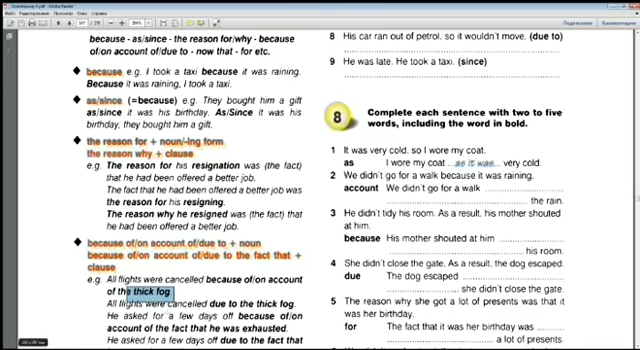 Grammarway 4.pdf - Adobe Reader
because - as/since - the reason for/why - because
of/on account of/due to - now that - for etc.
because e.g. I took a taxi because it was raining.
Because it was raining, I took a taxi.
as/since (=because) e.g. They bought him a gift
as/since it was his birthday. As/Since it was his
birthday, they bought him a gift.
the reason for + noun/-ing form
the reason why + clause
e.g. The reason for his resignation was (the fact)
that he had been offered a better job.
The fact that he had been offered a better job was
the reason for his resigning.
The reason why he resigned was (the fact) that
he had been offered a better job.
because of/on account of/due to + noun
because of/on account of/due to the fact that +
clause
e.g. All flights were cancelled because of/on account
of the thick fog
All flights were cancelled due to the thick fog.
He asked for a few days off because of/on
account of the fact that he was exhausted.
He asked for a few days off due to the fact that
8 His car ran out of petrol, so it wouldn't move. (due to)
9 He was late. He took a taxi. (since)
8 Complete each sentence with two to five
words, including the word in bold.
1 It was very cold, so I wore my coat.
as I wore my coat ...as it was... very cold.
2 We didn't go for a walk because it was raining.
account We didn't go for a walk ........................
........................ the rain.
3 He didn't tidy his room. As a result, his mother shouted
at him.
because His mother shouted at him ....................
........................ his room.
4 She didn't close the gate. As a result, the dog escaped.
due The dog escaped ........................
........................ she didn't close the gate.
5 The reason why she got a lot of presents was that it
was her birthday.
for The fact that it was her birthday was ..........
........................ a lot of presents.